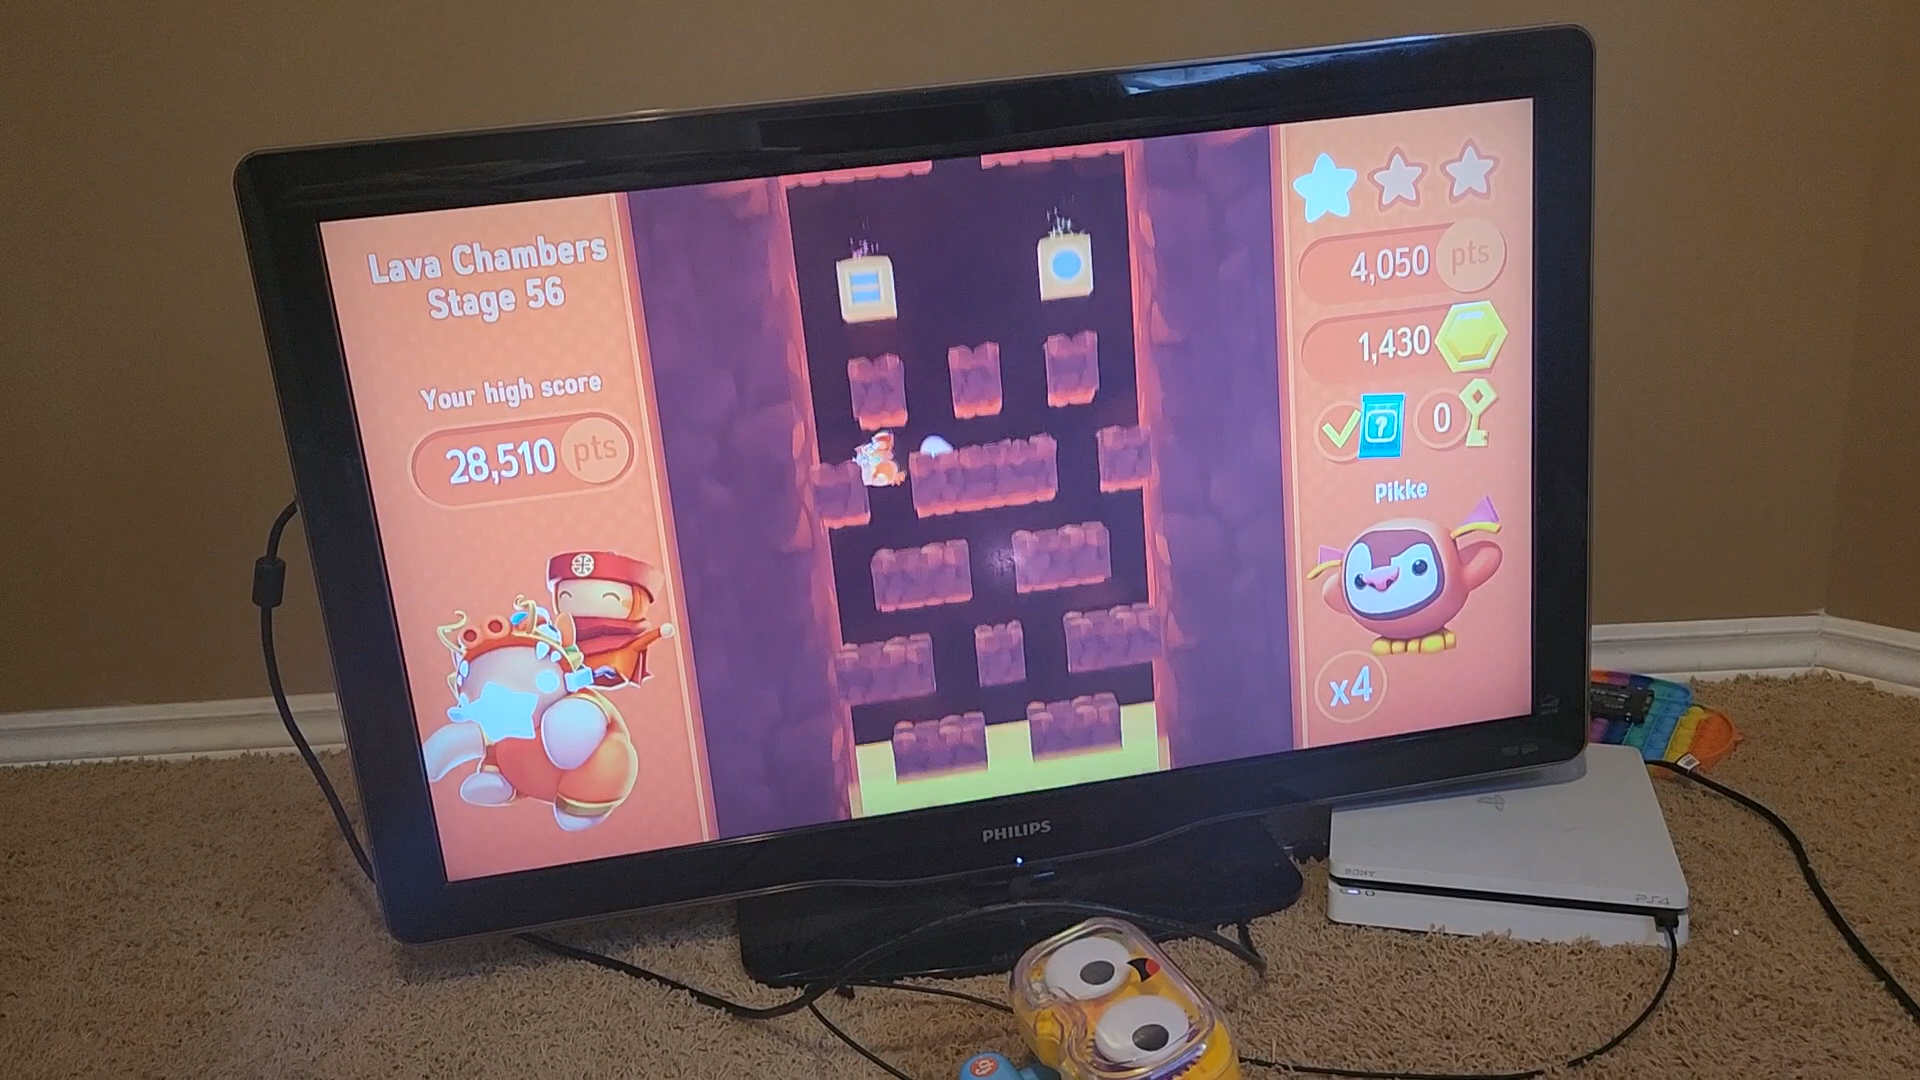 Lava Chambers
Stage 56
Your high score
28,510 pts
4,050 pts
1,430
?
0
Pikke
x4
PHILIPS
SONY
PS4